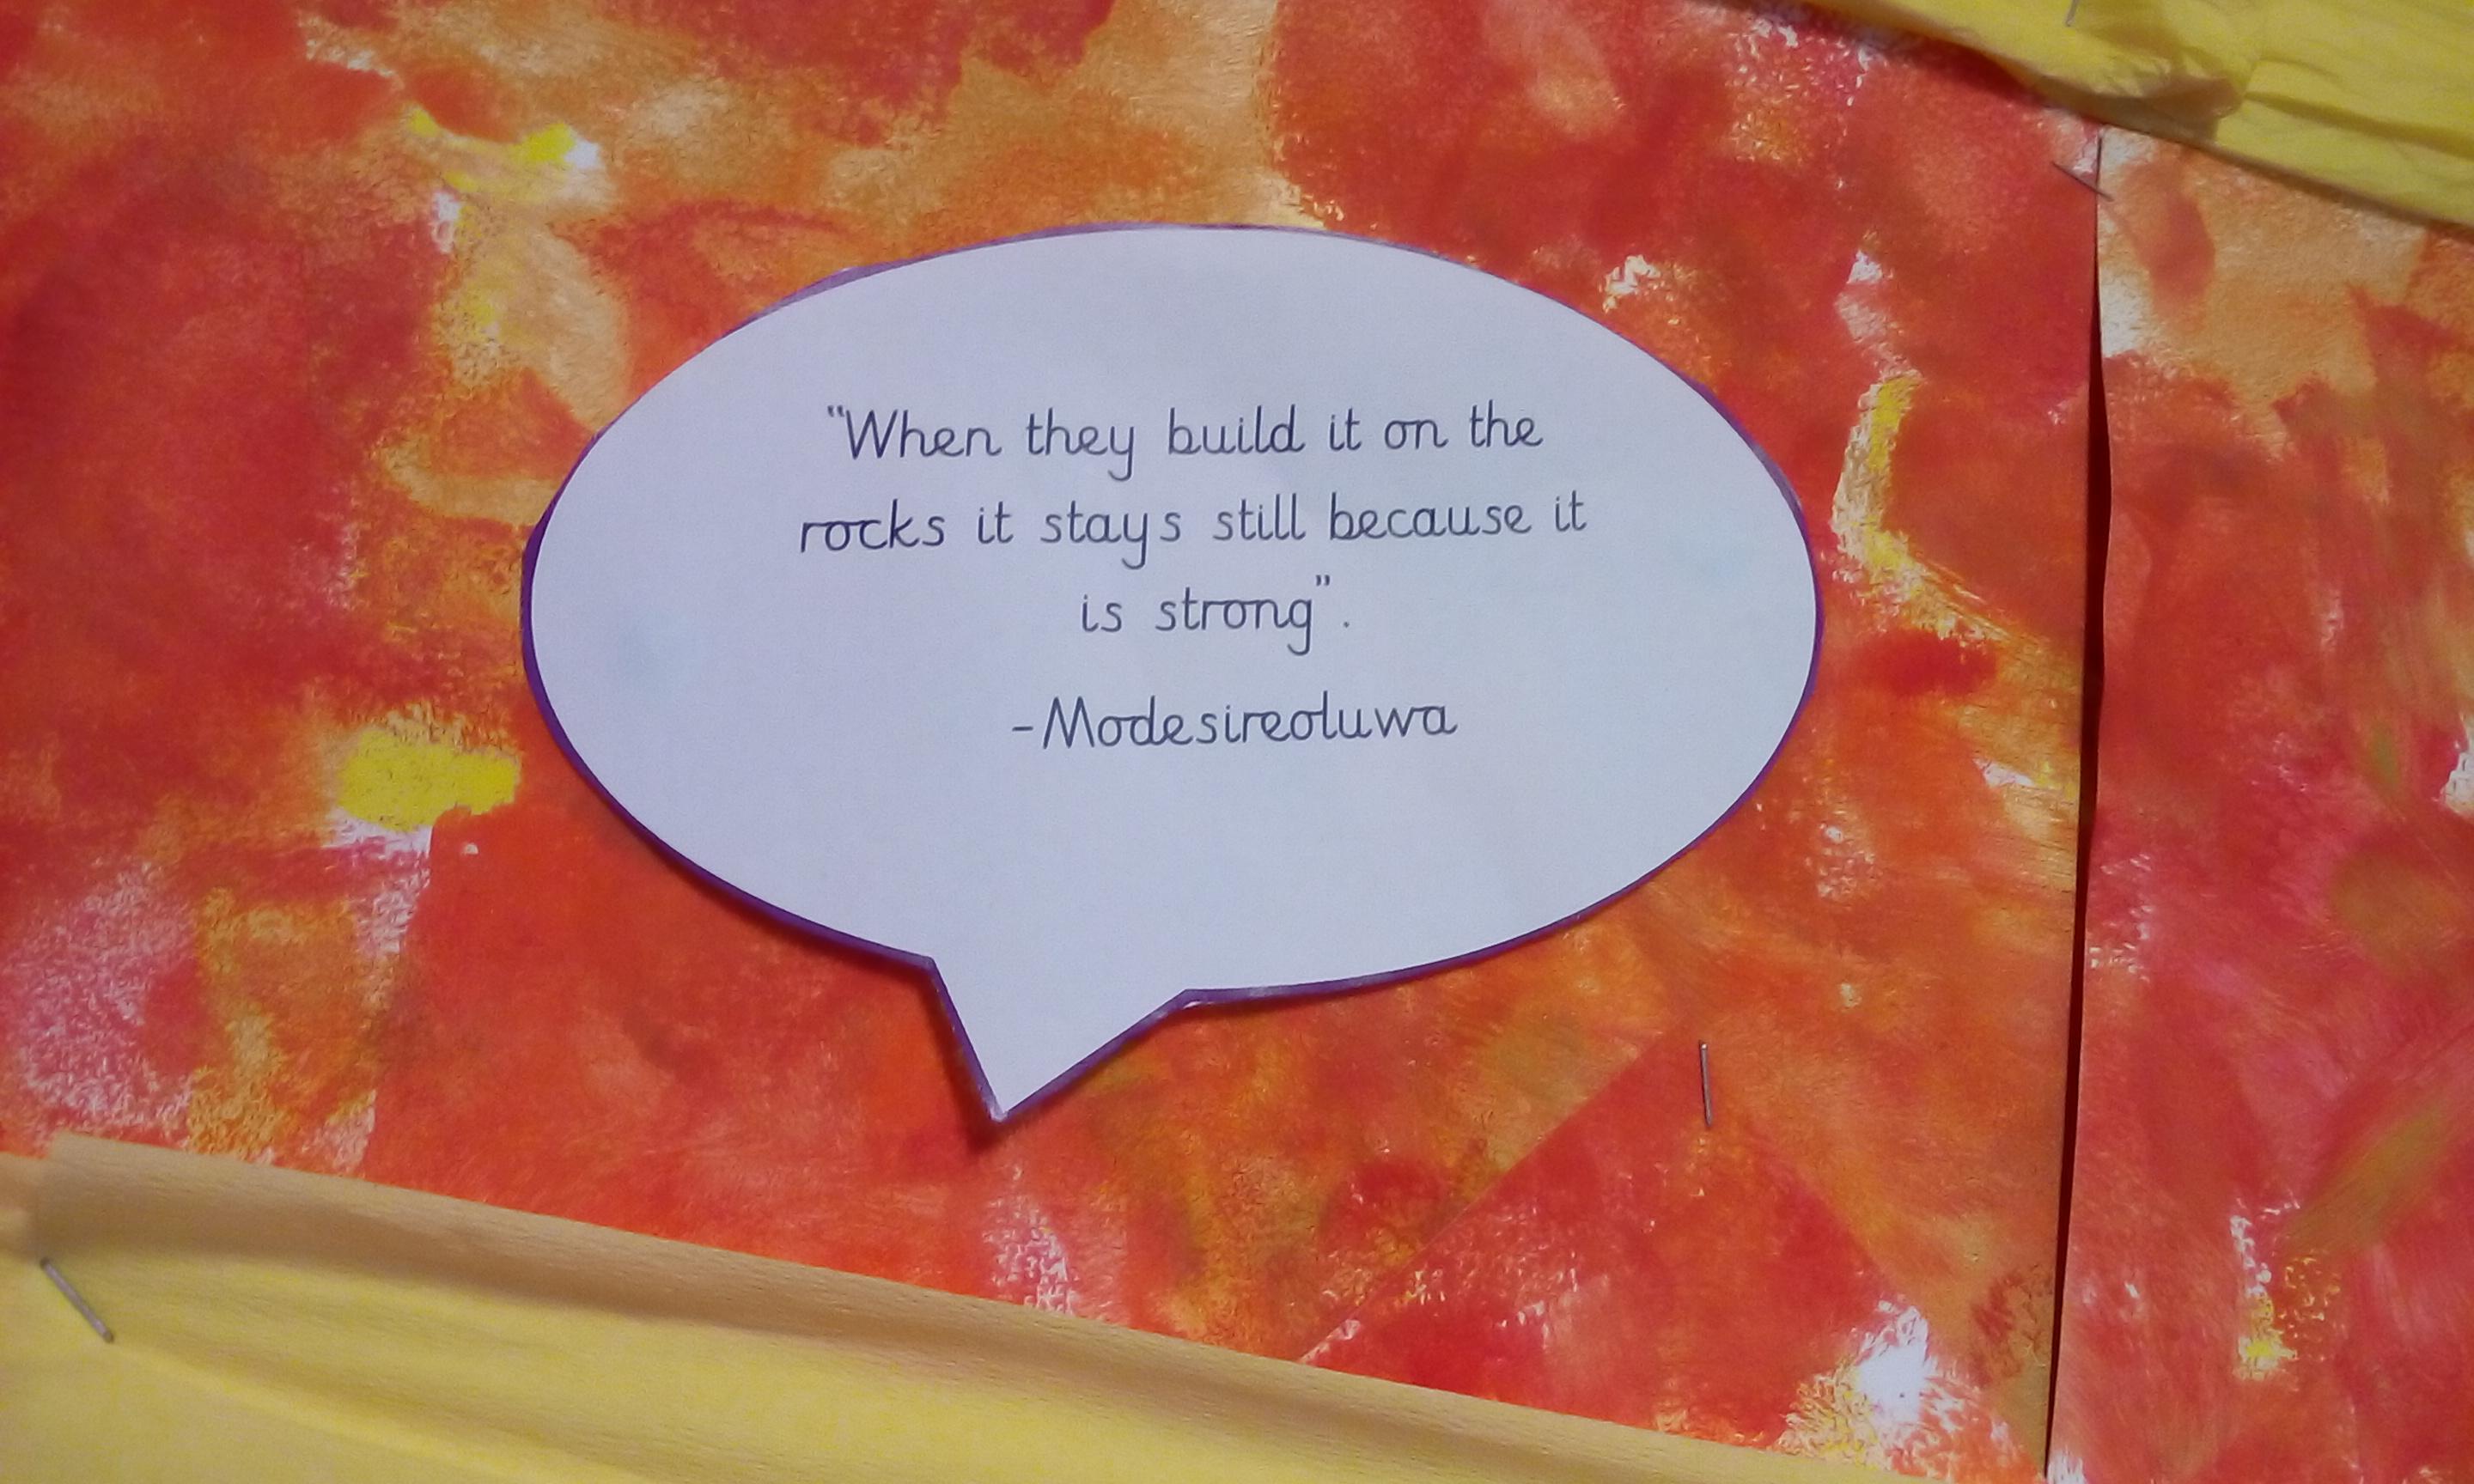 "When they build it on the
rocks it stays still because it
is strong".
-Modesireoluwa